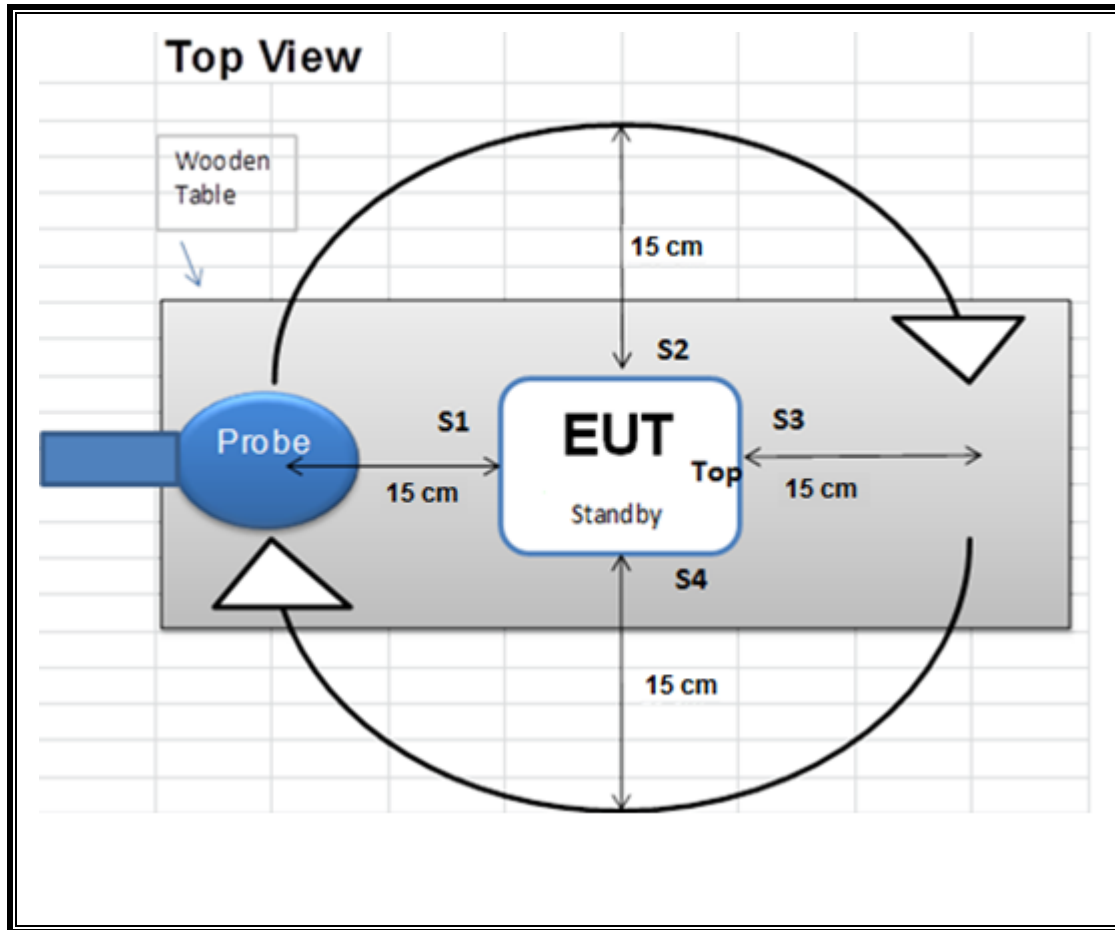 Top View
Wooden
Table
15 cm
S2
S1
EUT
S3
Probe
Top
15 cm
15 cm
Standby
S4
15 cm